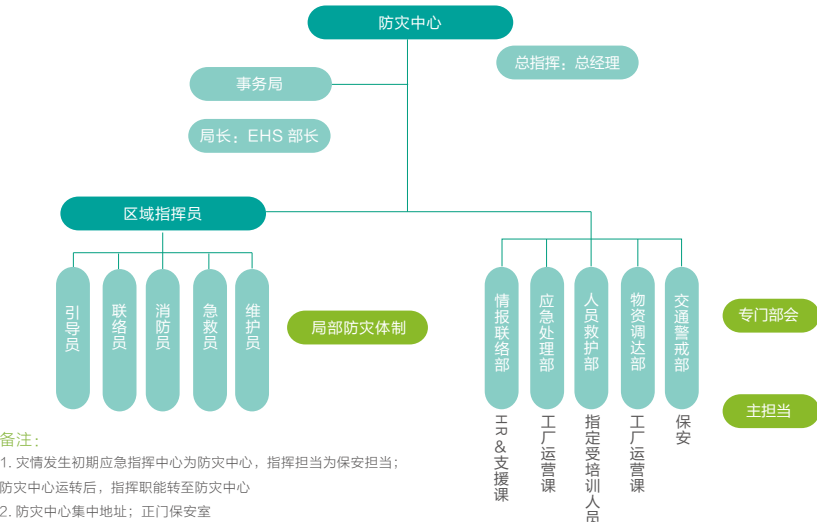 防灾中心
总指挥：总经理
事务局
局长：EHS 部长
区域指挥员
引导员
联络员
消防员
急救员
维护员
局部防灾体制
情报联络部
应急处理部
人员救护部
物资调达部
交通警戒部
专门部会
HR&支援课
工厂运营课
指定受培训人员
工厂运营课
保安
主担当
备注：
1. 灾情发生初期应急指挥中心为防灾中心，指挥担当为保安担当；
防灾中心运转后，指挥职能转至防灾中心
2. 防灾中心集中地址；正门保安室